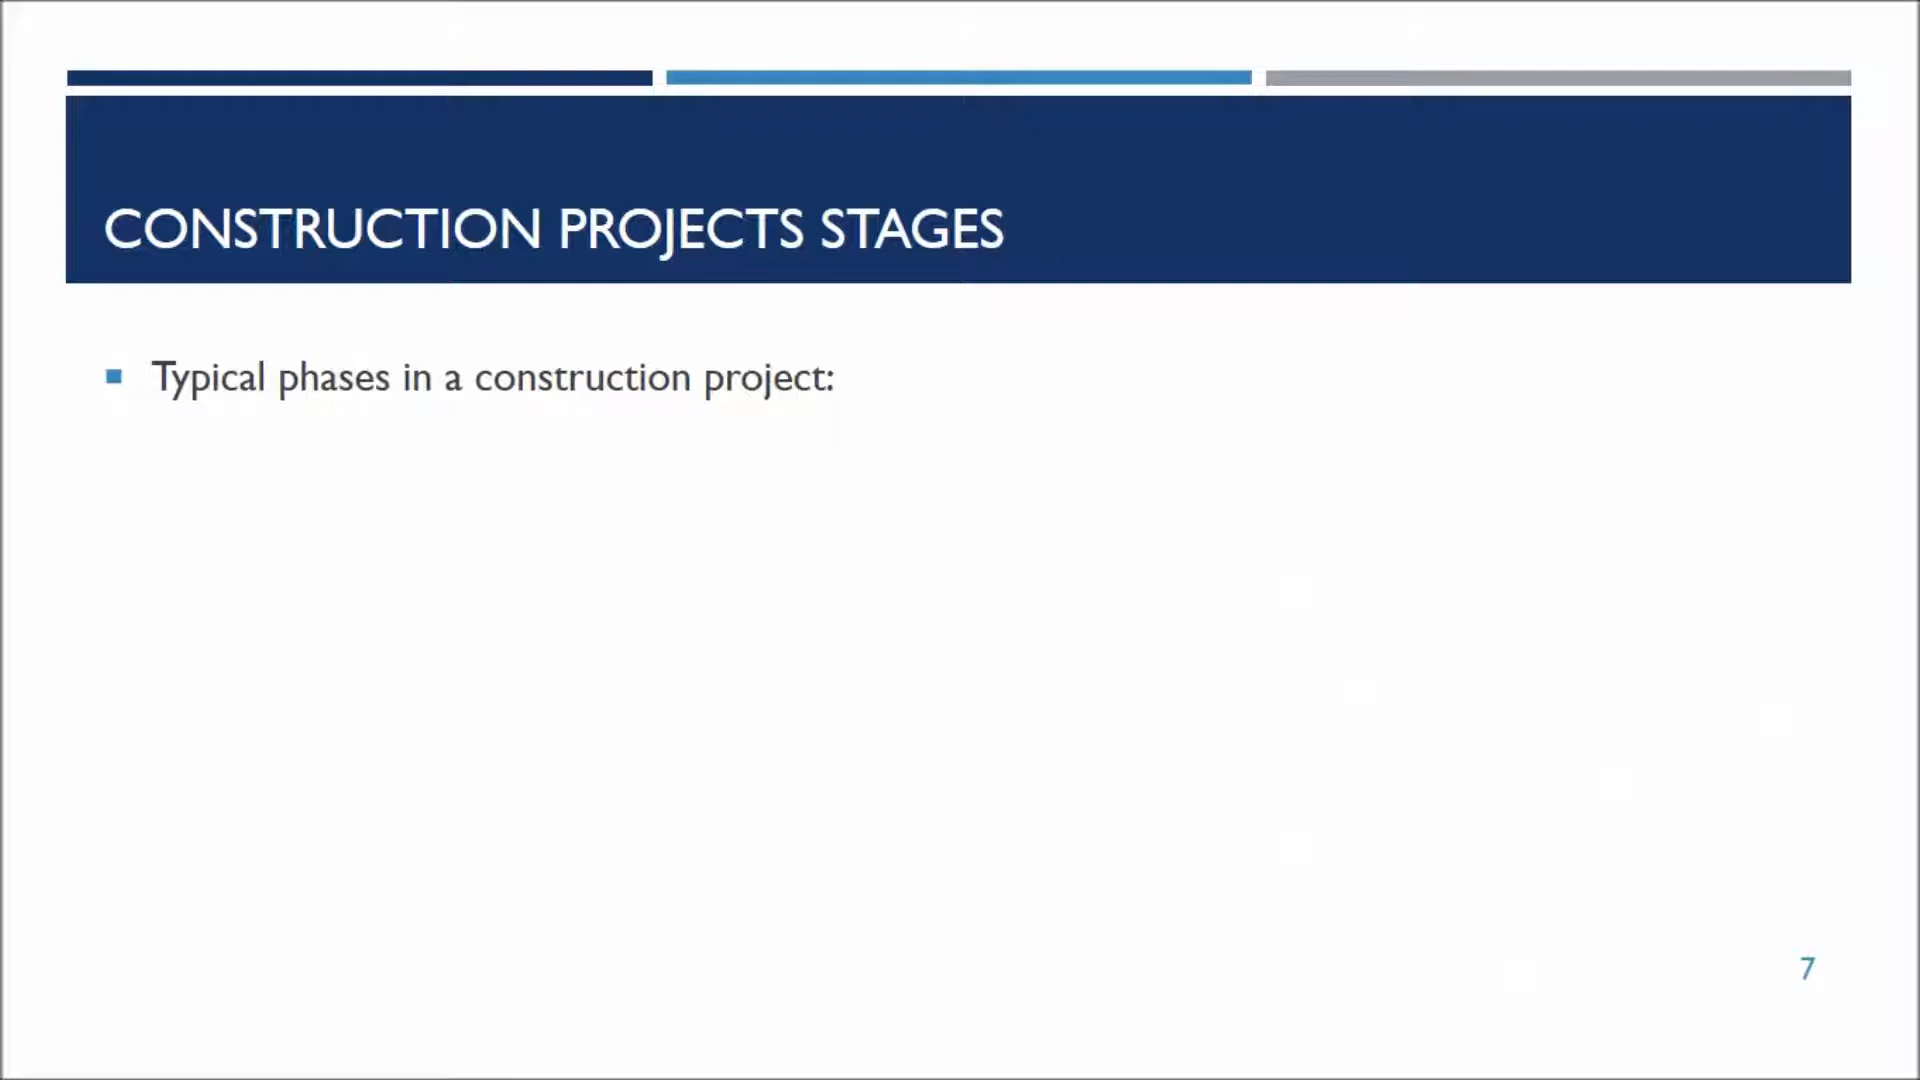 CONSTRUCTION PROJECTS STAGES
Typical phases in a construction project:
7